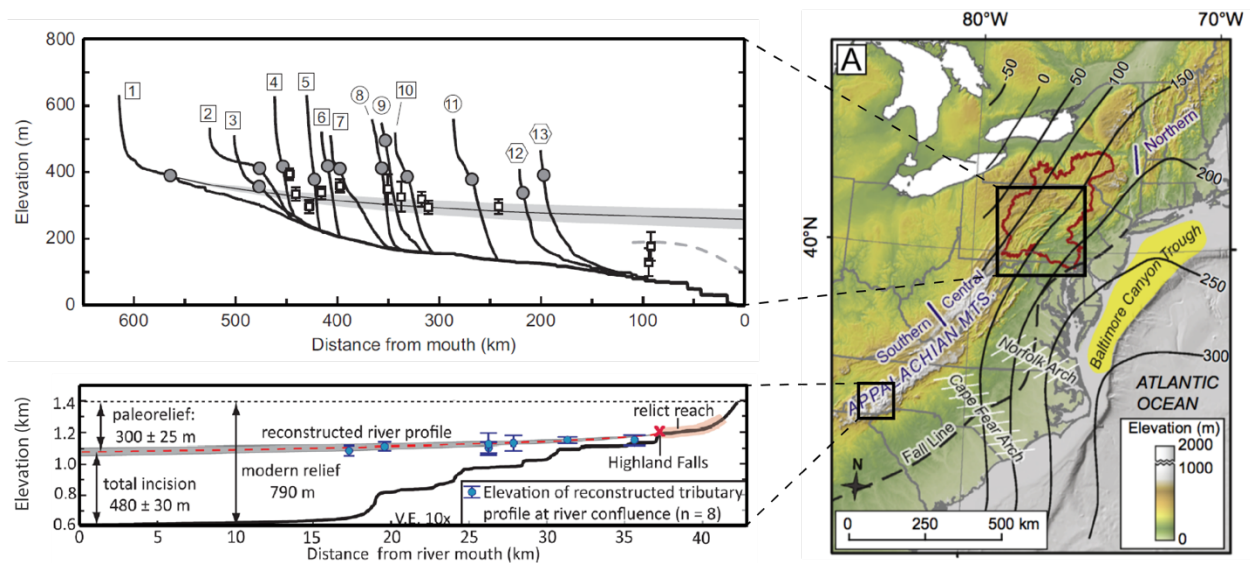 800
600
400
200
0
Elevation (m)
1
2
3
4
5
6
7
8
9
10
11
12
13
600
500
400
300
200
100
0
Distance from mouth (km)
1.4
1.2
1.0
0.8
0.6
Elevation (km)
paleorelief:
300 ± 25 m
total incision
480 ± 30 m
reconstructed river profile
modern relief
790 m
relict reach
Highland Falls
V.E. 10x
Elevation of reconstructed tributary
profile at river confluence (n = 8)
0
5
10
15
20
25
30
35
40
Distance from river mouth (km)
80°W
70°W
40°N
A
-50
0
50
100
150
200
250
300
Northern
Central
Southern
APPALACHIAN MTS.
Baltimore Canyon Trough
Norfolk Arch
Cape Fear Arch
Fall Line
ATLANTIC
OCEAN
N
0
250
500 km
Elevation (m)
2000
1000
0